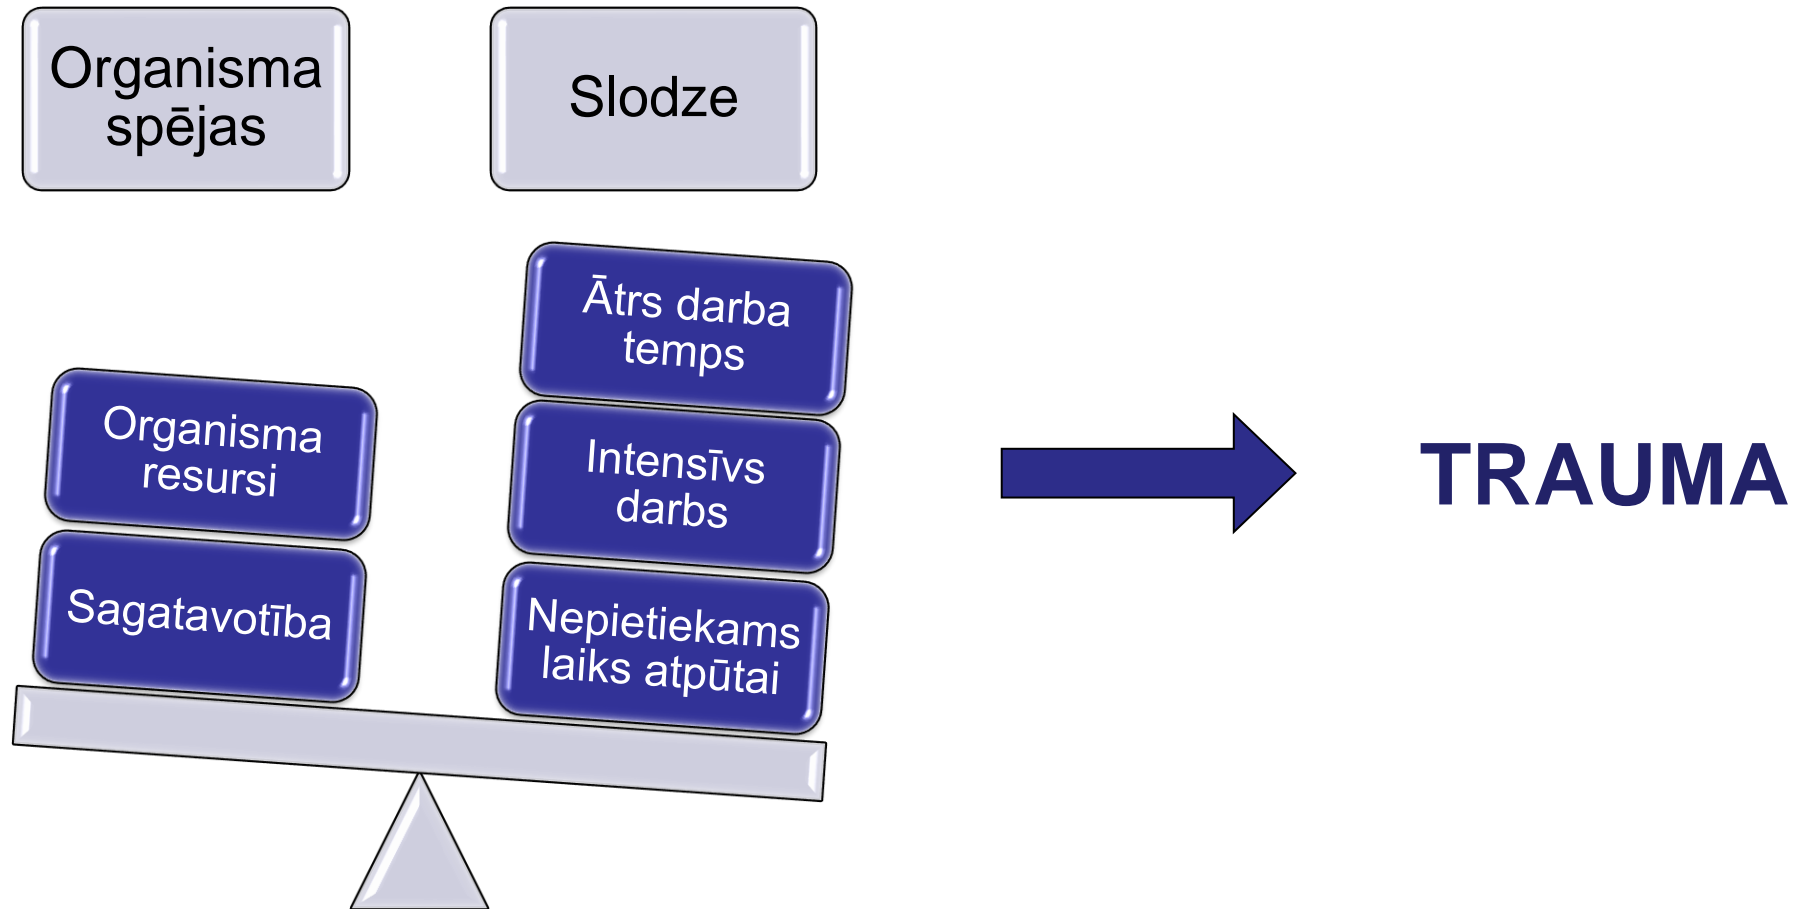 Organisma
spējas
Slodze
Organisma
resursi
Sagatavotība
Ātrs darba
temps
Intensīvs
darbs
Nepietiekams
laiks atpūtai
TRAUMA